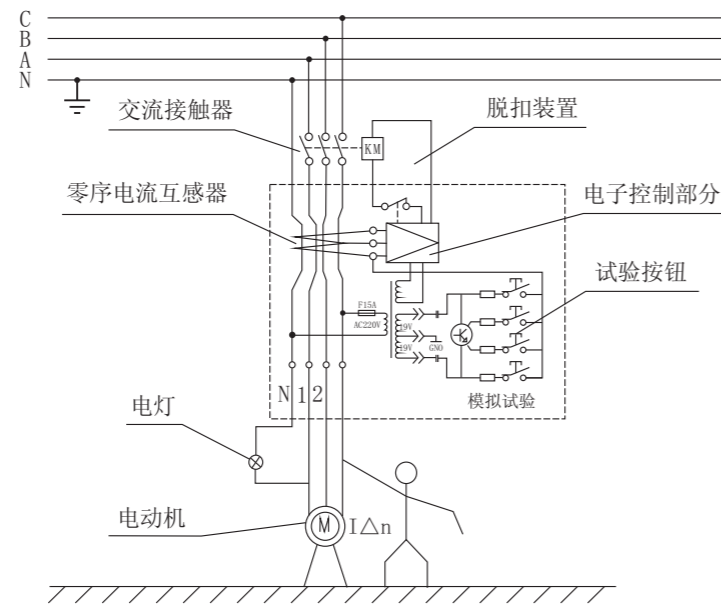 C
B
A
N
交流接触器
脱扣装置
KM
零序电流互感器
电子控制部分
试验按钮
F15A
AC220V
19V
19V
GNO
N 1 2
模拟试验
电灯
电动机
M
I△n